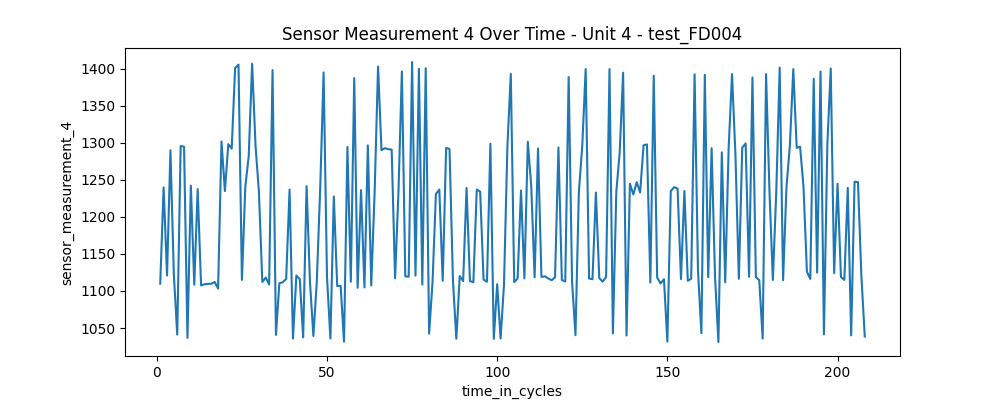 Sensor Measurement 4 Over Time - Unit 4 - test_FD004
sensor_measurement_4
1400
1350
1300
1250
1200
1150
1100
1050
0 50 100 150 200
time_in_cycles